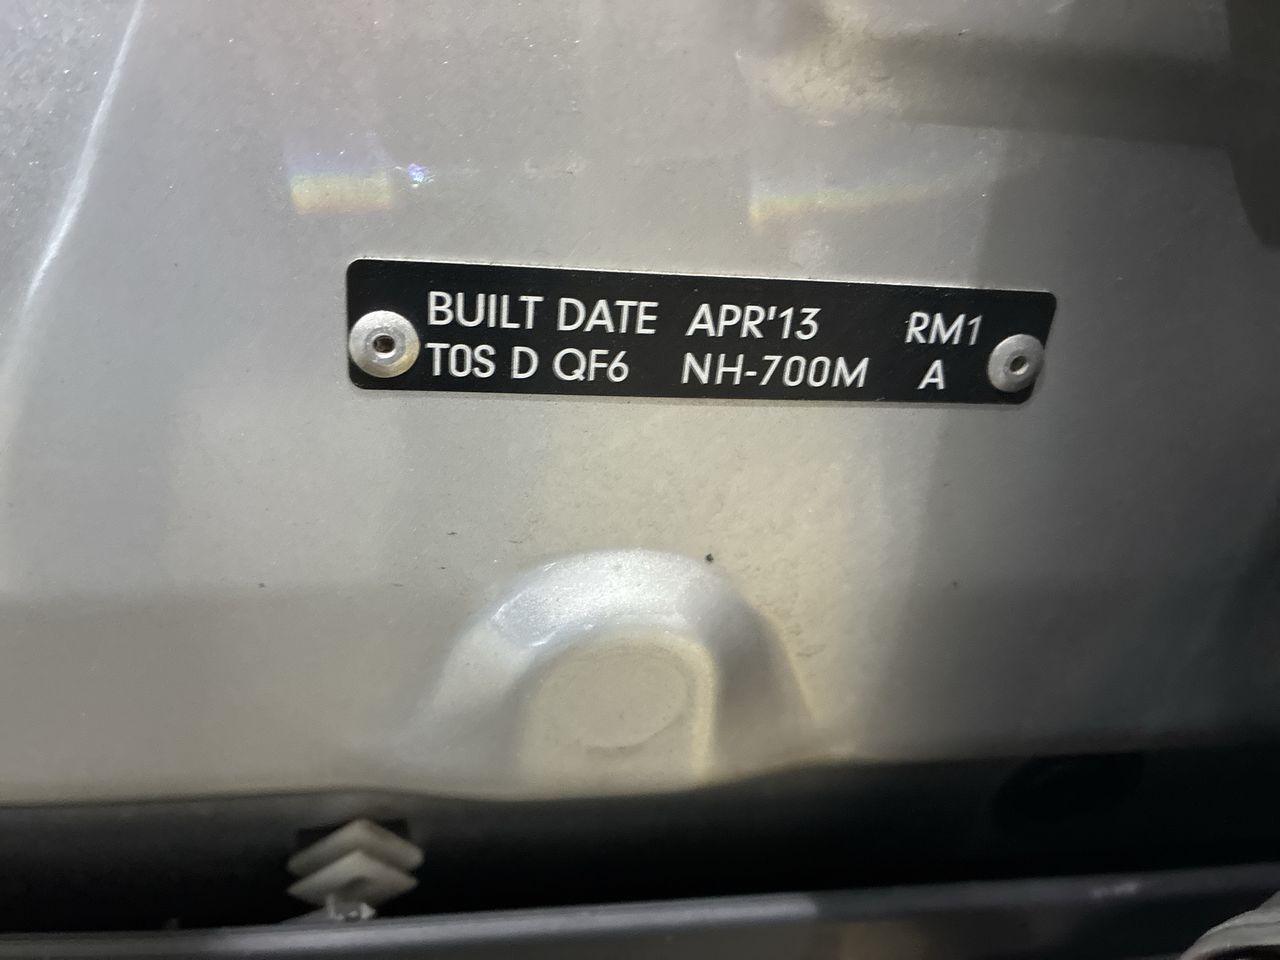 BUILT DATE APR'13 RM1
T0S D QF6 NH-700M A